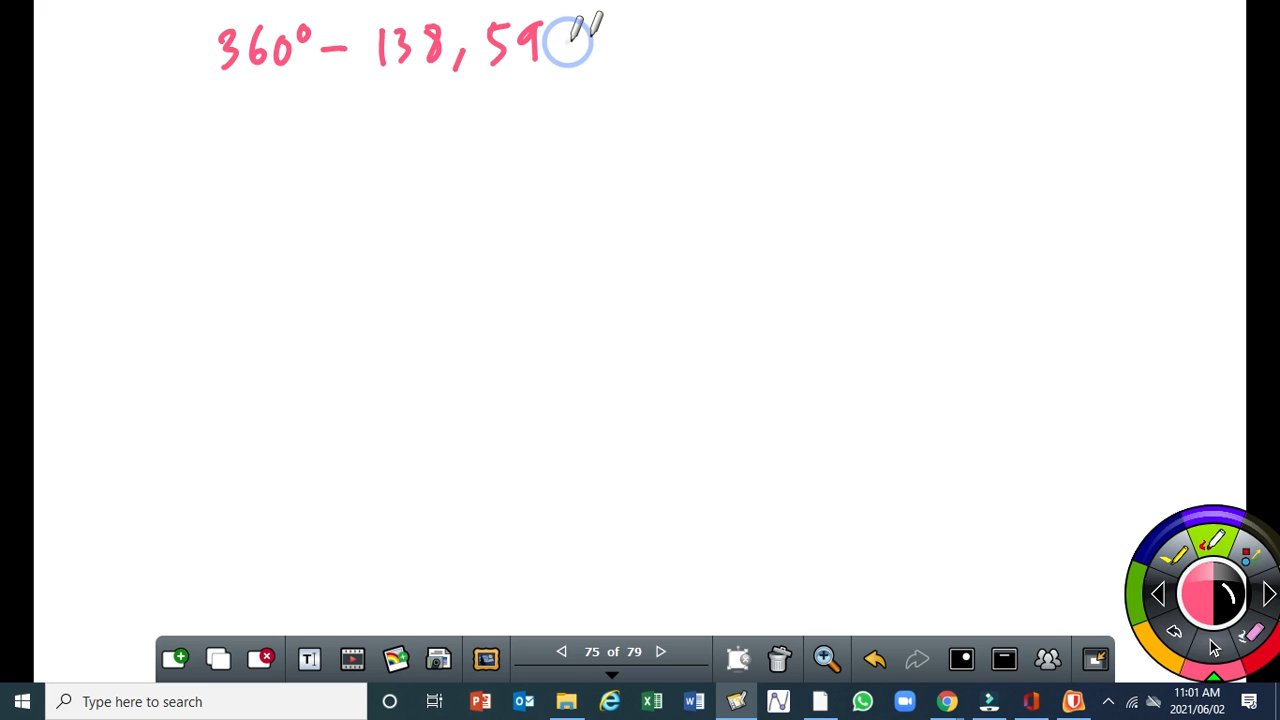 360° - 138, 59
75 of 79
Type here to search
11:01 AM
2021/06/02